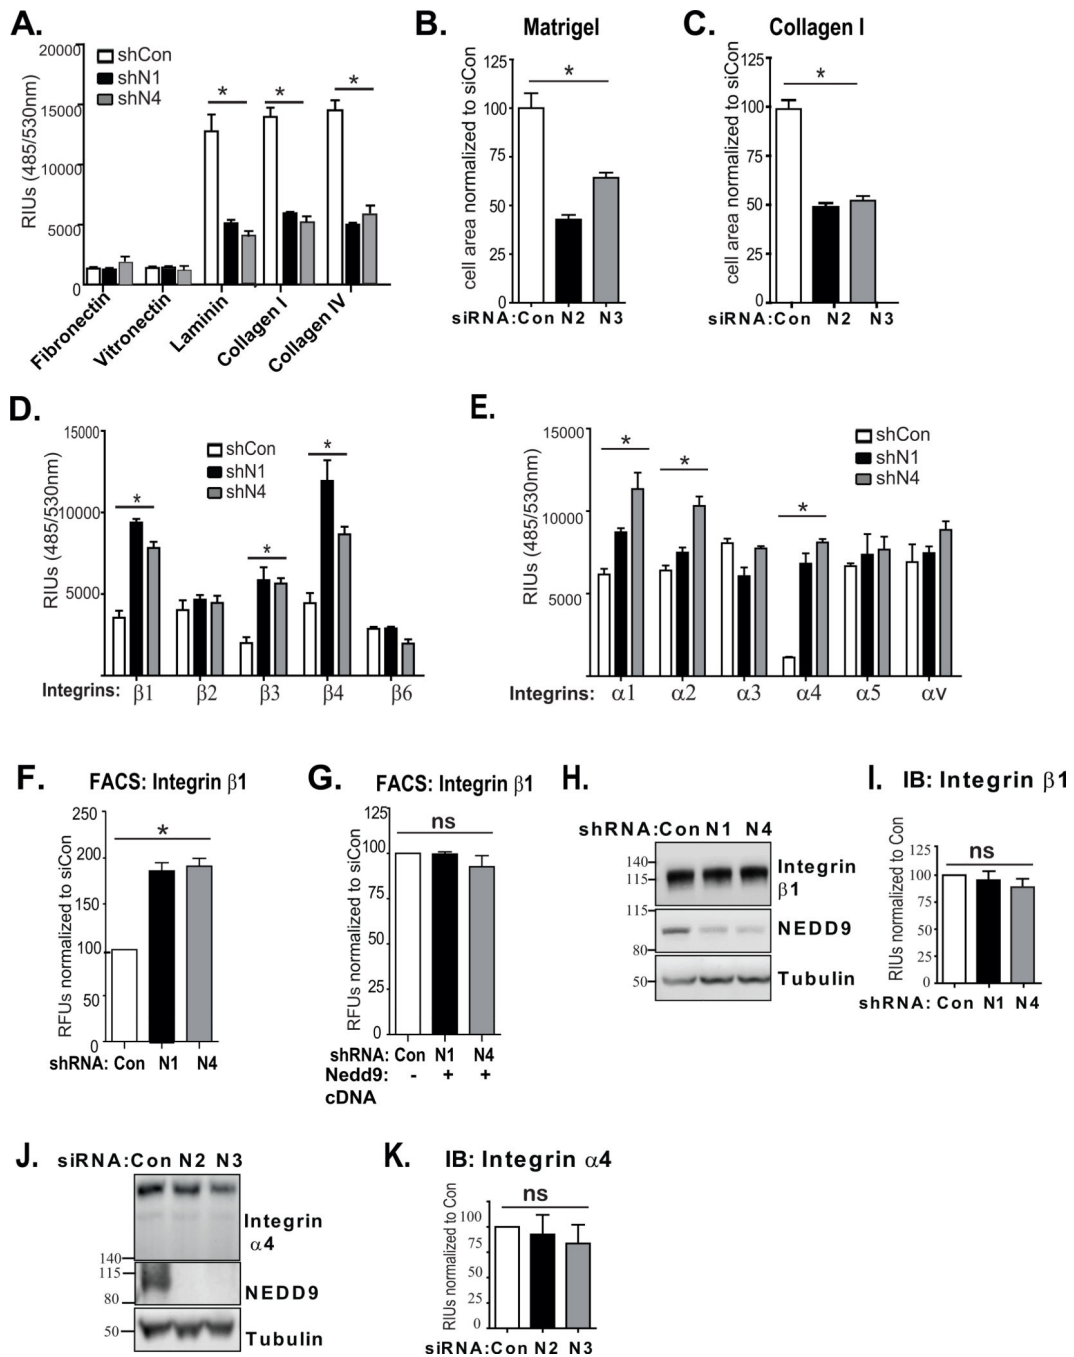 A.
20000
15000
10000
5000
0
RIUs (485/530nm)
shCon
shN1
shN4
*
*
*
Fibronectin
Vitronectin
Laminin
Collagen I
Collagen IV
B.
Matrigel
125
100
75
50
25
0
cell area normalized to siCon
*
siRNA:Con N2 N3
C.
Collagen I
125
100
75
50
25
0
cell area normalized to siCon
*
siRNA:Con N2 N3
D.
15000
10000
5000
RIUs (485/530nm)
shCon
shN1
shN4
*
*
*
Integrins: β1 β2 β3 β4 β6
E.
15000
10000
5000
RIUs (485/530nm)
shCon
shN1
shN4
*
*
*
Integrins: α1 α2 α3 α4 α5 αv
F.
FACS: Integrin β1
250
200
150
100
50
0
RFUs normalized to siCon
*
shRNA: Con N1 N4
G.
FACS: Integrin β1
125
100
75
50
25
0
RFUs normalized to siCon
ns
shRNA: Con N1 N4
Nedd9: - + +
cDNA
H.
shRNA:Con N1 N4
140
115
Integrin
β1
115
80
NEDD9
50
Tubulin
I.
IB: Integrin β1
125
100
75
50
25
0
RIUs normalized to Con
ns
shRNA: Con N1 N4
J.
siRNA:Con N2 N3
Integrin
α4
140
115
80
NEDD9
50
Tubulin
K.
IB: Integrin α4
100
75
50
25
0
RIUs normalized to Con
ns
siRNA:Con N2 N3